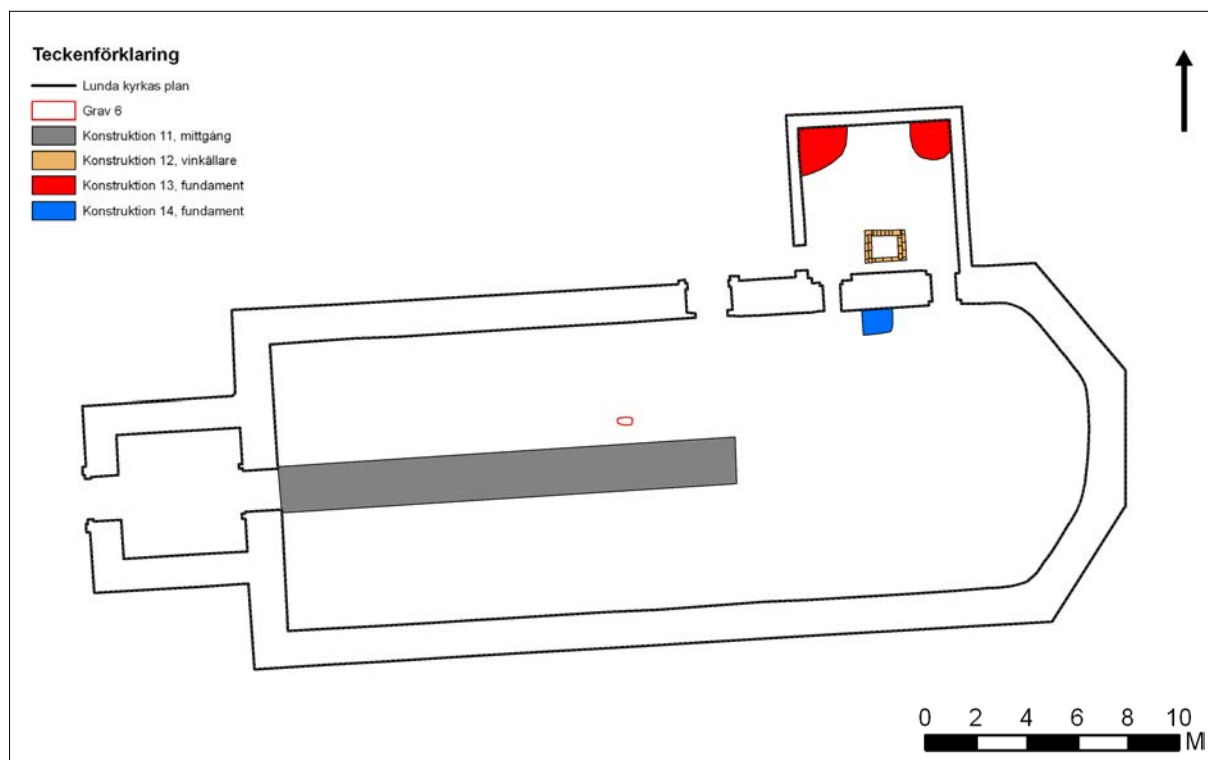 Teckenförklaring
Lunda kyrkas plan
Grav 6
Konstruktion 11, mittgång
Konstruktion 12, vinkällare
Konstruktion 13, fundament
Konstruktion 14, fundament
0 2 4 6 8 10
M